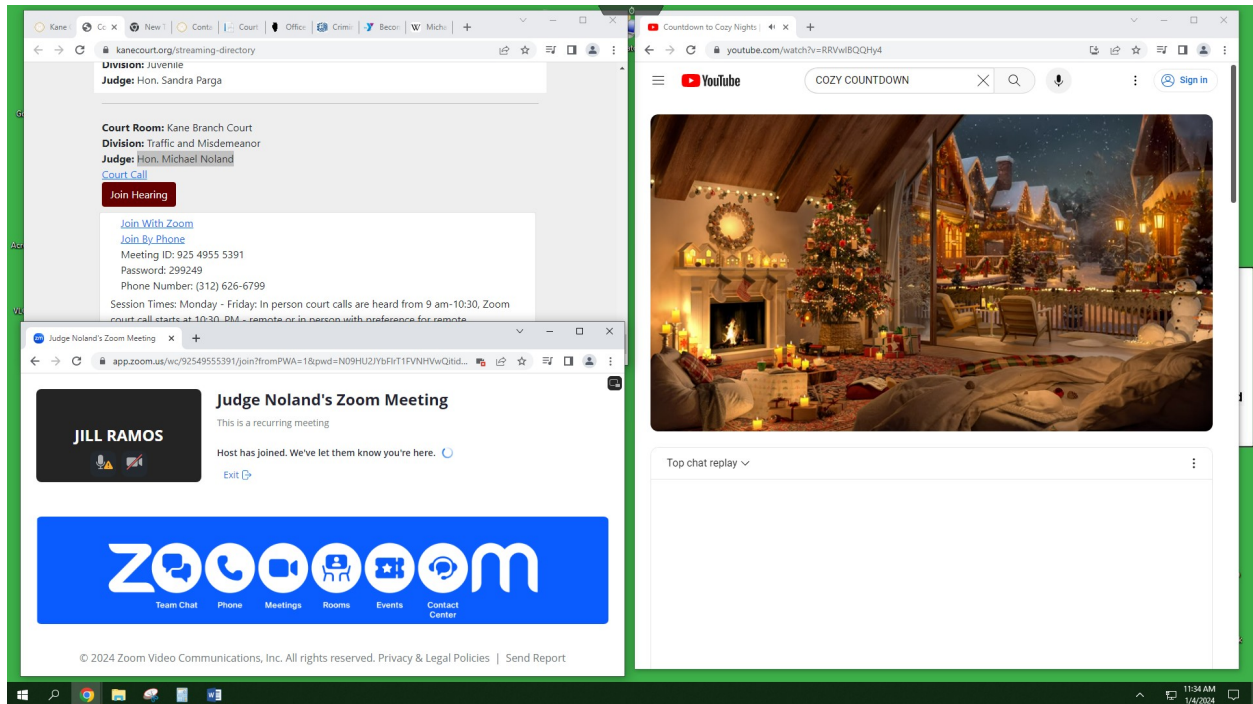 Kane
Cc
New T
Conta
Court
Office
Crimi
Becor
Micha
kanecourt.org/streaming-directory
Division: Juvenile
Judge: Hon. Sandra Parga
Court Room: Kane Branch Court
Division: Traffic and Misdemeanor
Judge: Hon. Michael Noland
Court Call
Join Hearing
Join With Zoom
Join By Phone
Meeting ID: 925 4955 5391
Password: 299249
Phone Number: (312) 626-6799
Session Times: Monday - Friday: In person court calls are heard from 9 am-10:30, Zoom
court call starts at 10:30, PM - remote or in person with preference for remote
Judge Noland's Zoom Meeting
app.zoom.us/wc/92549555391/join?fromPWA=1&pwd=N09HU2JYbFIrT1FVNHVwQitid...
JILL RAMOS
Judge Noland's Zoom Meeting
This is a recurring meeting
Host has joined. We've let them know you're here.
Exit
ZOOOOOM
Team Chat
Phone
Meetings
Rooms
Events
Contact
Center
© 2024 Zoom Video Communications, Inc. All rights reserved. Privacy & Legal Policies | Send Report
Countdown to Cozy Nights |
youtube.com/watch?v=RRVwlBQQHy4
YouTube
COZY COUNTDOWN
Sign in
Top chat replay
11:34 AM
1/4/2024